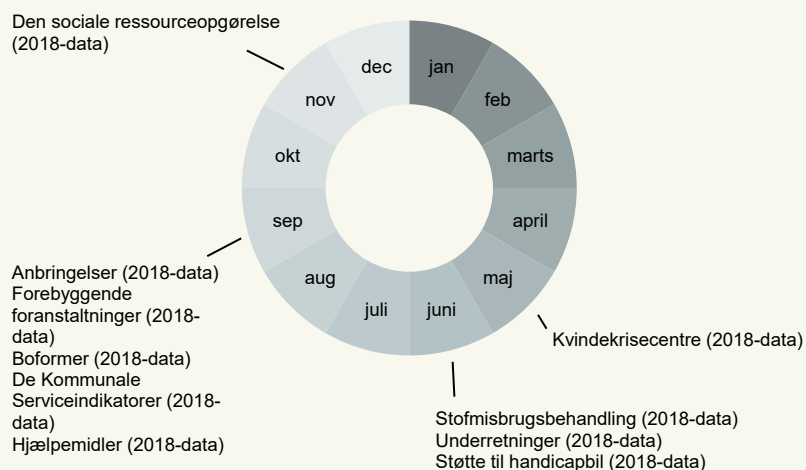 Den sociale ressourceopgørelse
(2018-data)
jan
feb
marts
april
maj
juni
juli
aug
sep
okt
nov
dec
Kvindekrisecentre (2018-data)
Stofmisbrugsbehandling (2018-data)
Underretninger (2018-data)
Støtte til handicapbil (2018-data)
Anbringelser (2018-data)
Forebyggende
foranstaltninger (2018-
data)
Boformer (2018-data)
De Kommunale
Serviceindikatorer (2018-
data)
Hjælpemidler (2018-data)